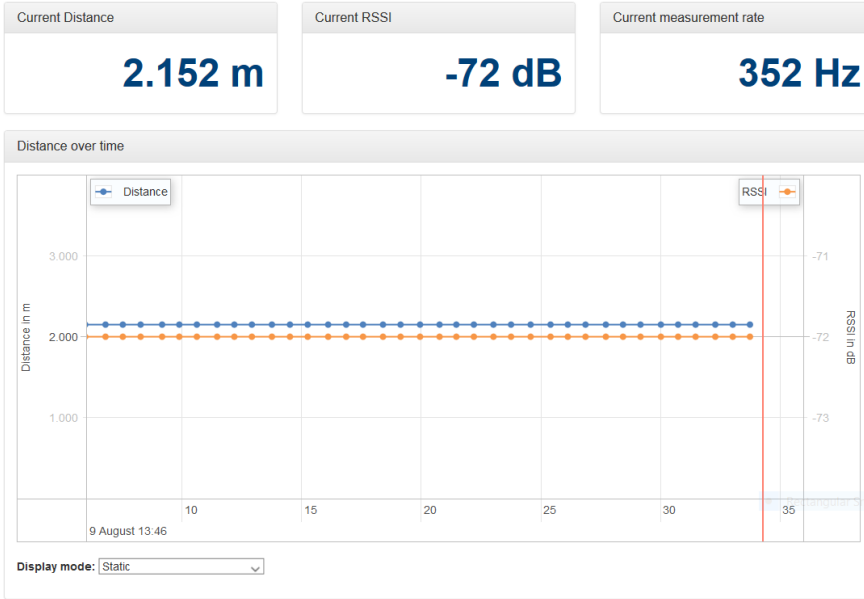 Current Distance
2.152 m
Current RSSI
-72 dB
Current measurement rate
352 Hz
Distance over time
Distance
RSSI
3.000
2.000
1.000
Distance in m
-71
-72
-73
RSSI in dB
10
15
20
25
30
35
9 August 13:46
Rectangular S
Display mode: Static